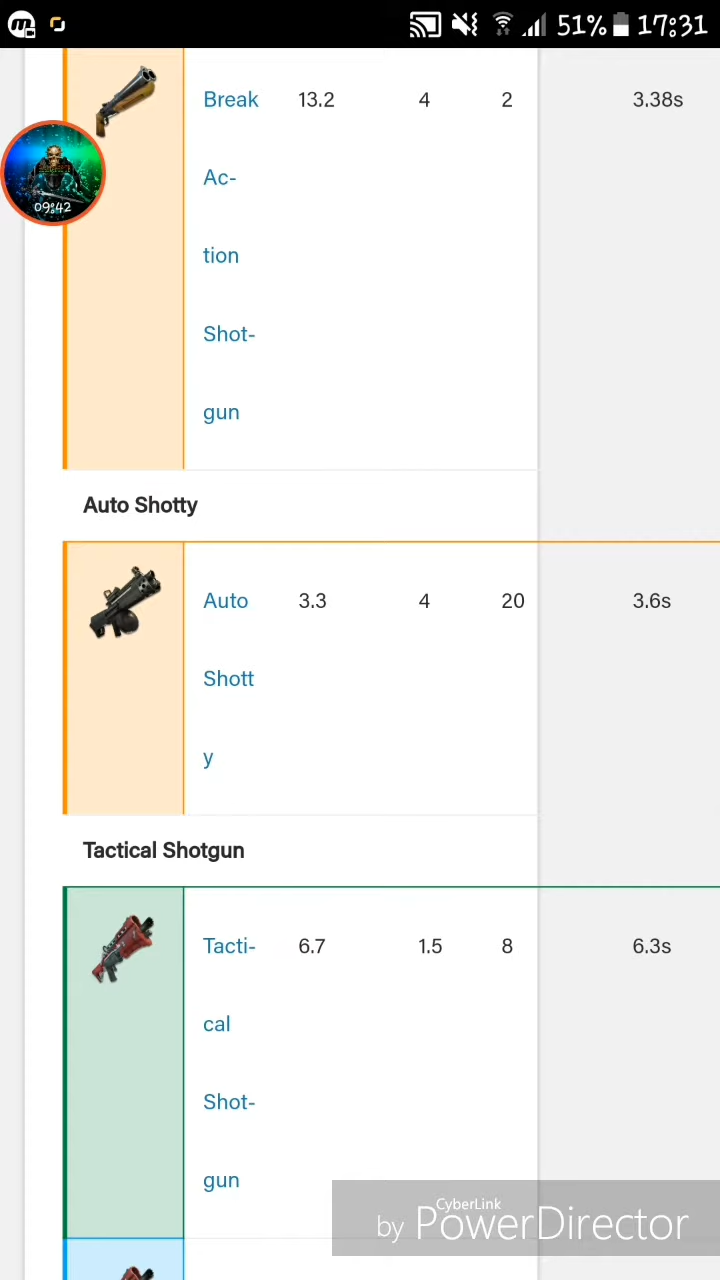 51% 17:31
Break 13.2 4 2 3.38s
Ac-
tion
Shot-
gun
09:42
Auto Shotty
Auto 3.3 4 20 3.6s
Shott
y
Tactical Shotgun
Tacti- 6.7 1.5 8 6.3s
cal
Shot-
gun
CyberLink
by PowerDirector